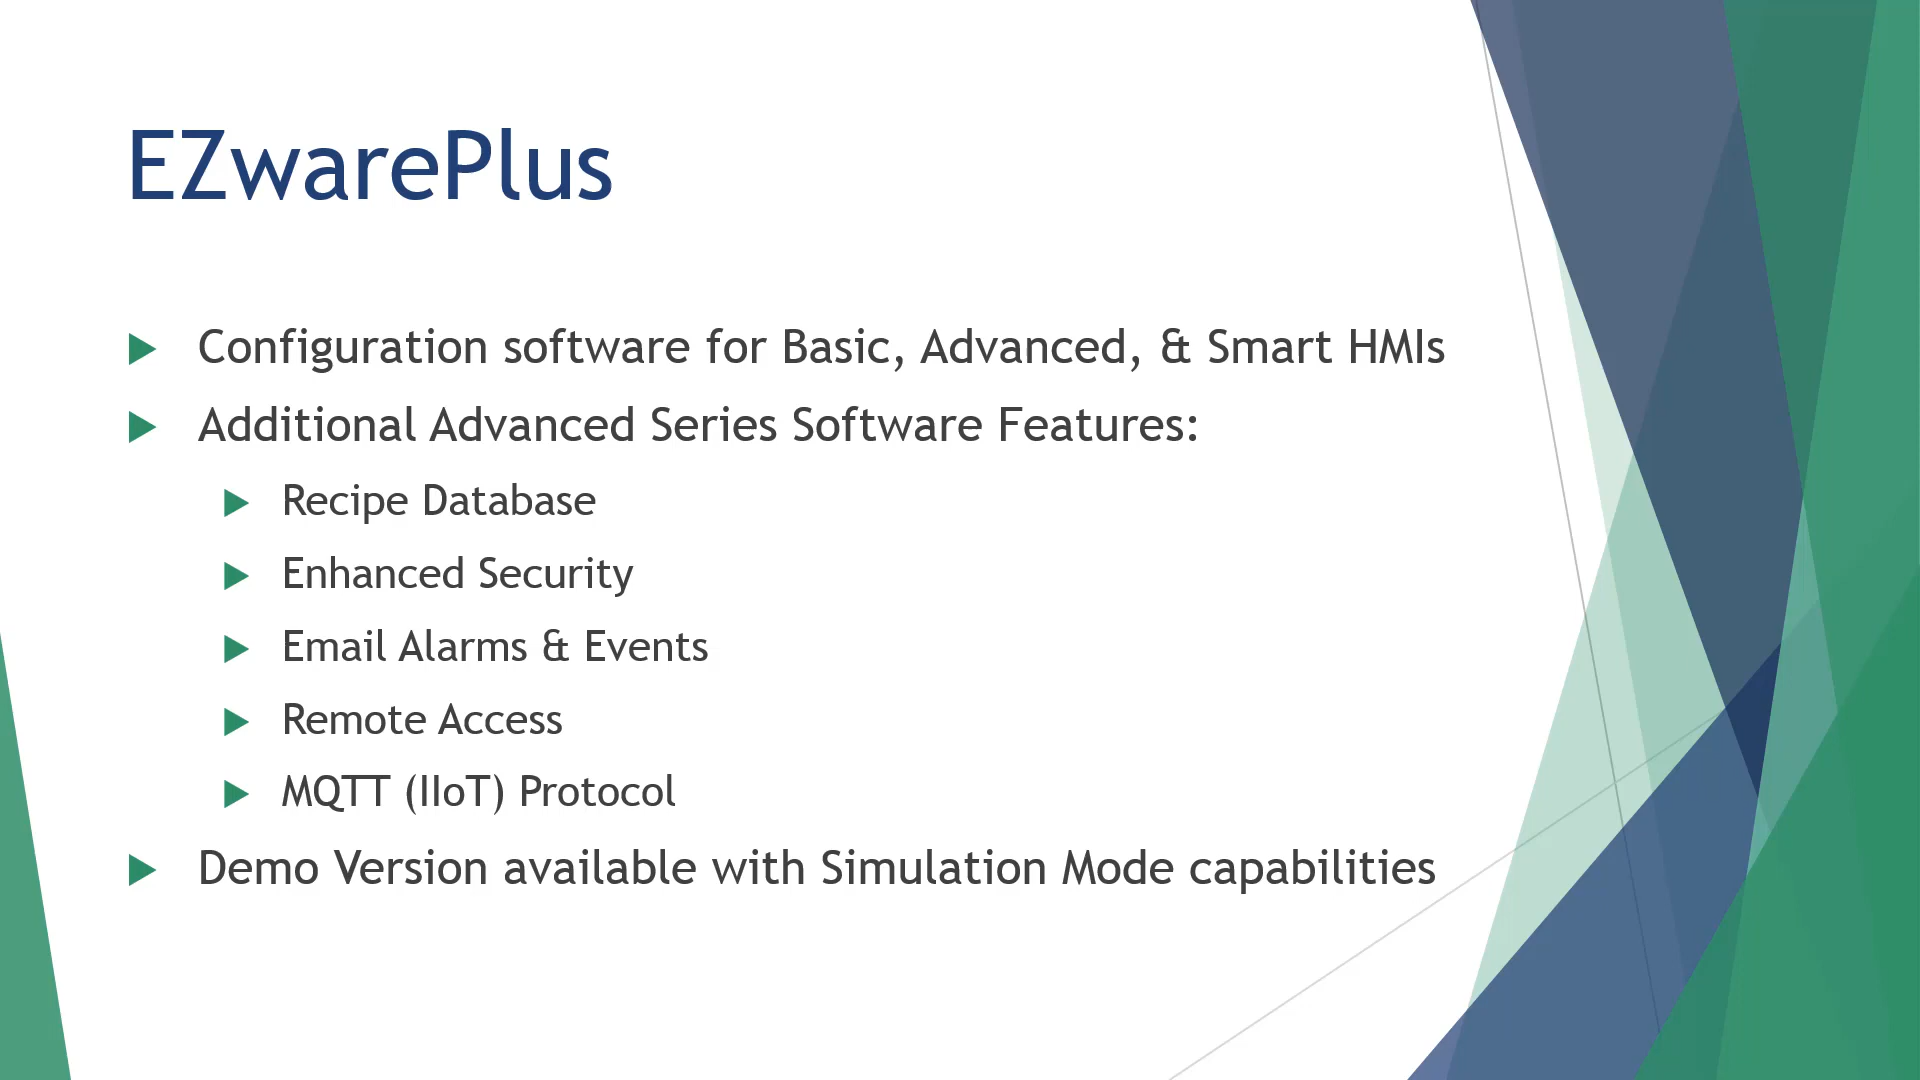 EZwarePlus
Configuration software for Basic, Advanced, & Smart HMIs
Additional Advanced Series Software Features:
Recipe Database
Enhanced Security
Email Alarms & Events
Remote Access
MQTT (IIoT) Protocol
Demo Version available with Simulation Mode capabilities